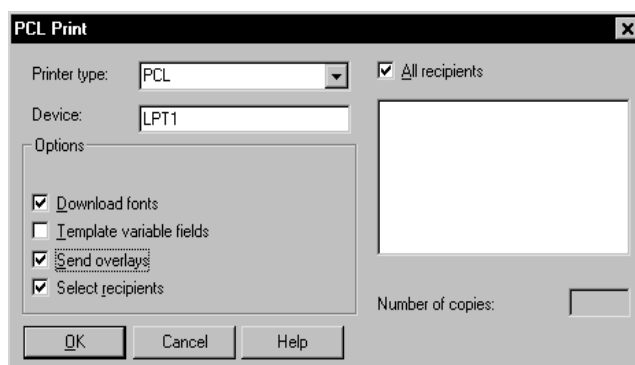 PCL Print
Printer type: PCL
Device: LPT1
Options
Download fonts
Template variable fields
Send overlays
Select recipients
OK Cancel Help
All recipients
Number of copies: